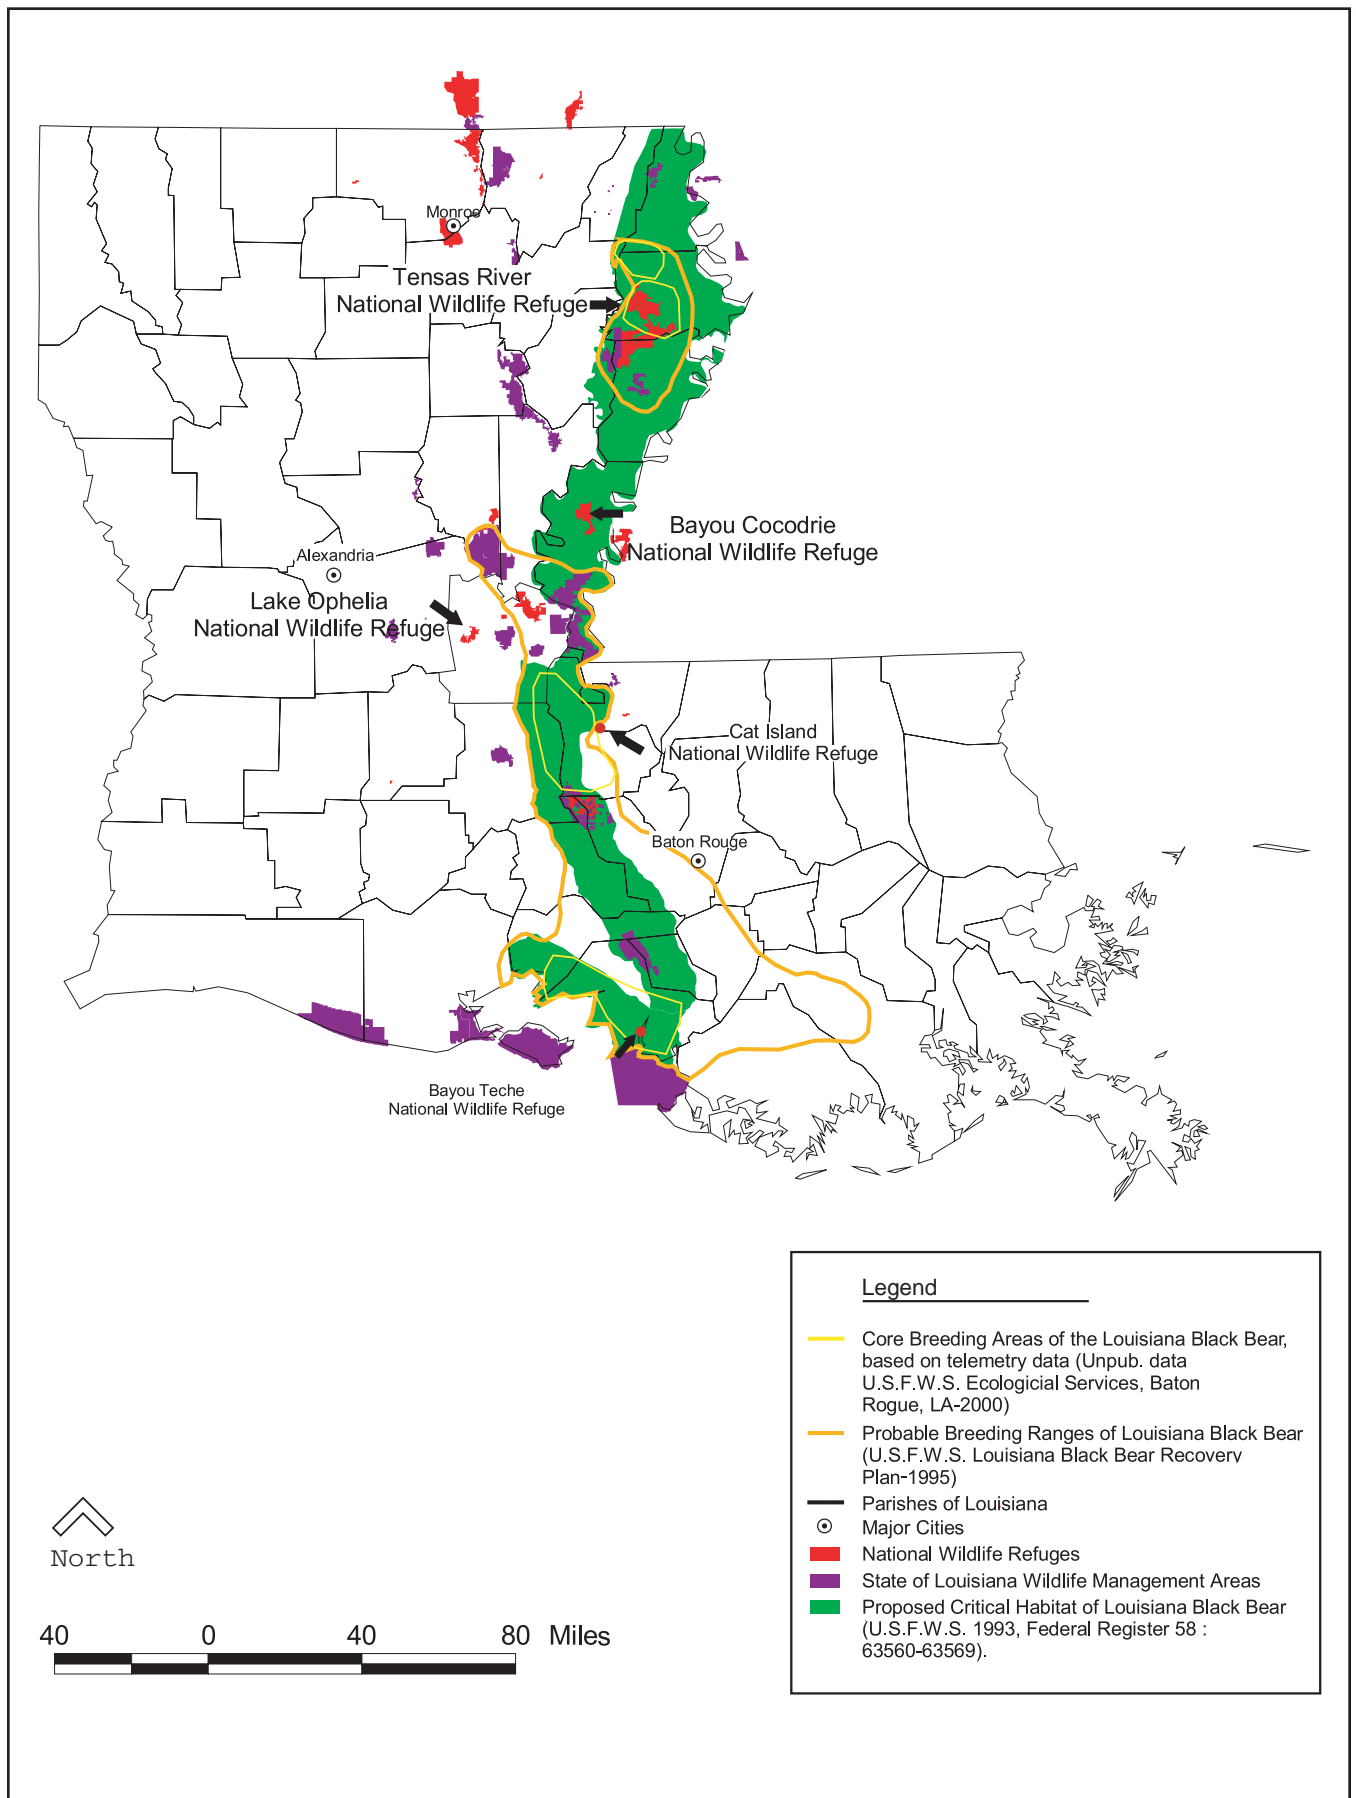 Monroe
Tensas River
National Wildlife Refuge
Bayou Cocodrie
National Wildlife Refuge
Alexandria
Lake Ophelia
National Wildlife Refuge
Cat Island
National Wildlife Refuge
Baton Rouge
Bayou Teche
National Wildlife Refuge
Legend
Core Breeding Areas of the Louisiana Black Bear,
based on telemetry data (Unpub. data
U.S.F.W.S. Ecologicial Services, Baton
Rogue, LA-2000)
Probable Breeding Ranges of Louisiana Black Bear
(U.S.F.W.S. Louisiana Black Bear Recovery
Plan-1995)
Parishes of Louisiana
Major Cities
National Wildlife Refuges
State of Louisiana Wildlife Management Areas
Proposed Critical Habitat of Louisiana Black Bear
(U.S.F.W.S. 1993, Federal Register 58 :
63560-63569).
North
40 0 40 80 Miles